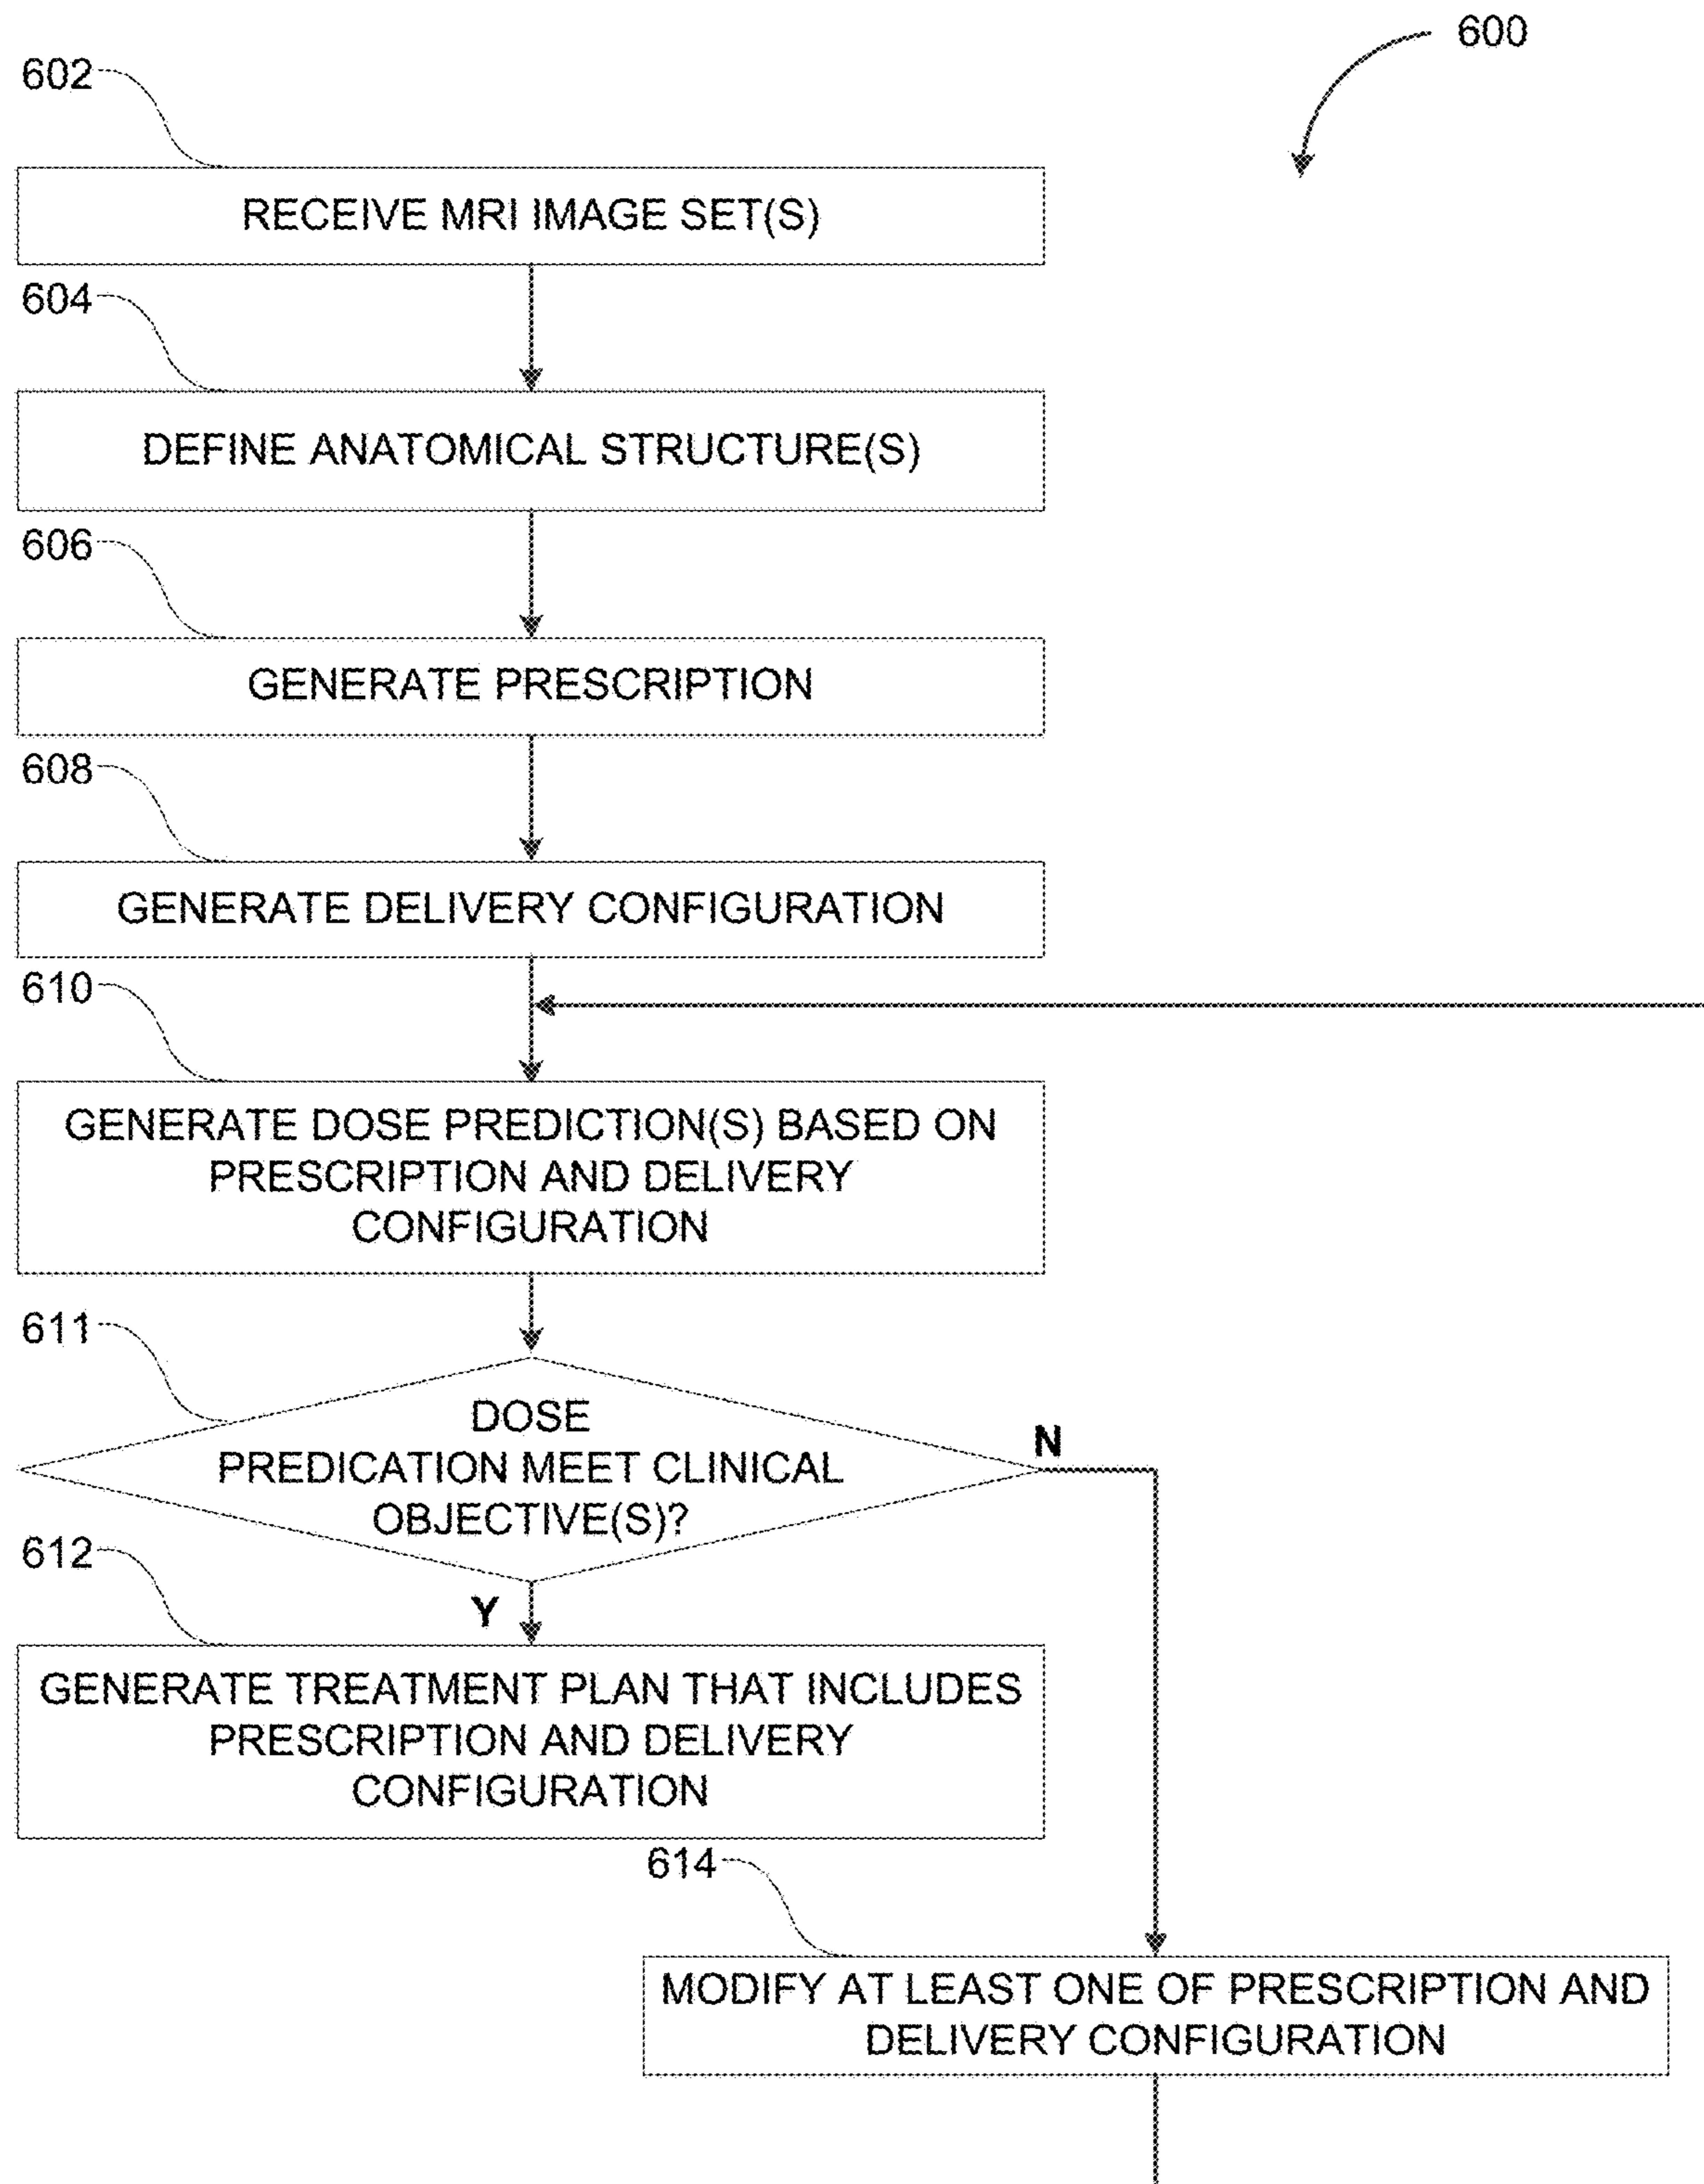 600
602
RECEIVE MRI IMAGE SET(S)
604
DEFINE ANATOMICAL STRUCTURE(S)
606
GENERATE PRESCRIPTION
608
GENERATE DELIVERY CONFIGURATION
610
GENERATE DOSE PREDICTION(S) BASED ON
PRESCRIPTION AND DELIVERY
CONFIGURATION
611
DOSE
PREDICATION MEET CLINICAL
OBJECTIVE(S)?
N
Y
612
GENERATE TREATMENT PLAN THAT INCLUDES
PRESCRIPTION AND DELIVERY
CONFIGURATION
614
MODIFY AT LEAST ONE OF PRESCRIPTION AND
DELIVERY CONFIGURATION